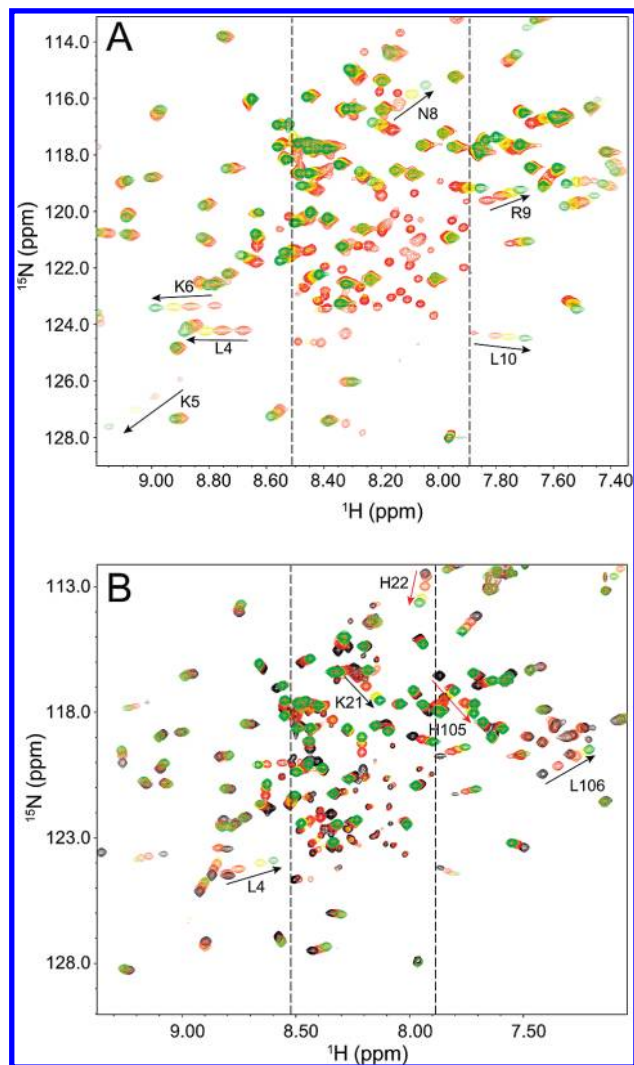 A
114.0
116.0
118.0
120.0
122.0
124.0
126.0
128.0
¹⁵N (ppm)
N8
R9
K6
L4
L10
K5
9.00 8.80 8.60 8.40 8.20 8.00 7.80 7.60 7.40
¹H (ppm)
B
113.0
118.0
123.0
128.0
¹⁵N (ppm)
H22
K21
H105
L106
L4
9.00 8.50 8.00 7.50
¹H (ppm)